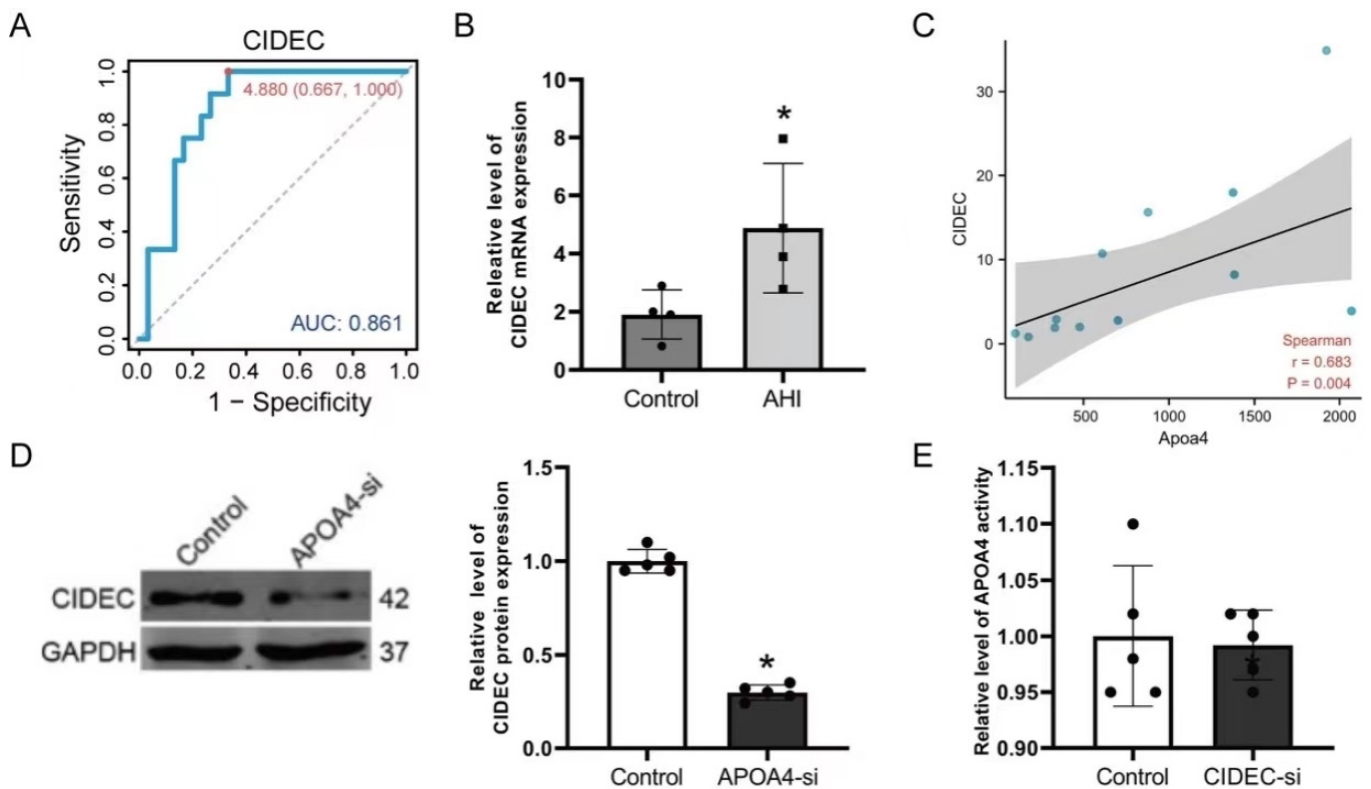 A
CIDEC
Sensitivity
1.0
0.8
0.6
0.4
0.2
0.0
4.880 (0.667, 1.000)
AUC: 0.861
0.0 0.2 0.4 0.6 0.8 1.0
1 − Specificity
B
Releative level of
CIDEC mRNA expression
10
8
6
4
2
0
*
Control AHI
C
CIDEC
30
20
10
0
Spearman
r = 0.683
P = 0.004
500 1000 1500 2000
Apoa4
D
Control APOA4-si
CIDEC 42
GAPDH 37
Relative level of
CIDEC protein expression
1.5
1.0
0.5
0.0
*
Control APOA4-si
E
Relative level of APOA4 activity
1.15
1.10
1.05
1.00
0.95
0.90
Control CIDEC-si